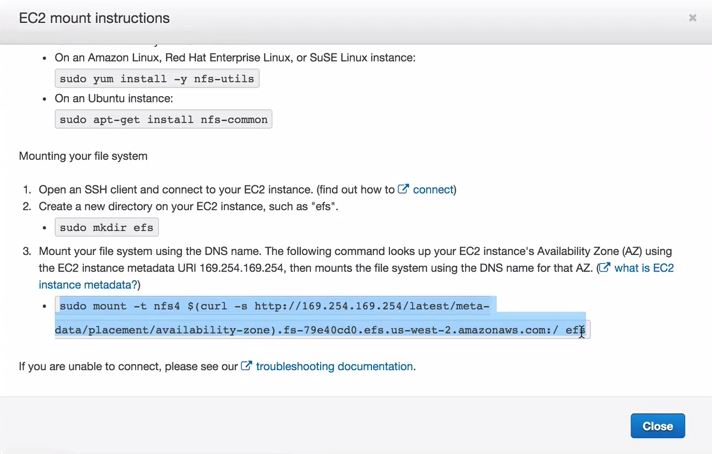 EC2 mount instructions
On an Amazon Linux, Red Hat Enterprise Linux, or SuSE Linux instance:
sudo yum install -y nfs-utils
On an Ubuntu instance:
sudo apt-get install nfs-common
Mounting your file system
1. Open an SSH client and connect to your EC2 instance. (find out how to connect)
2. Create a new directory on your EC2 instance, such as "efs".
sudo mkdir efs
3. Mount your file system using the DNS name. The following command looks up your EC2 instance's Availability Zone (AZ) using
the EC2 instance metadata URI 169.254.169.254, then mounts the file system using the DNS name for that AZ. (what is EC2
instance metadata?)
sudo mount -t nfs4 $(curl -s http://169.254.169.254/latest/meta-
data/placement/availability-zone).fs-79e40cd0.efs.us-west-2.amazonaws.com:/ efs
If you are unable to connect, please see our troubleshooting documentation.
Close